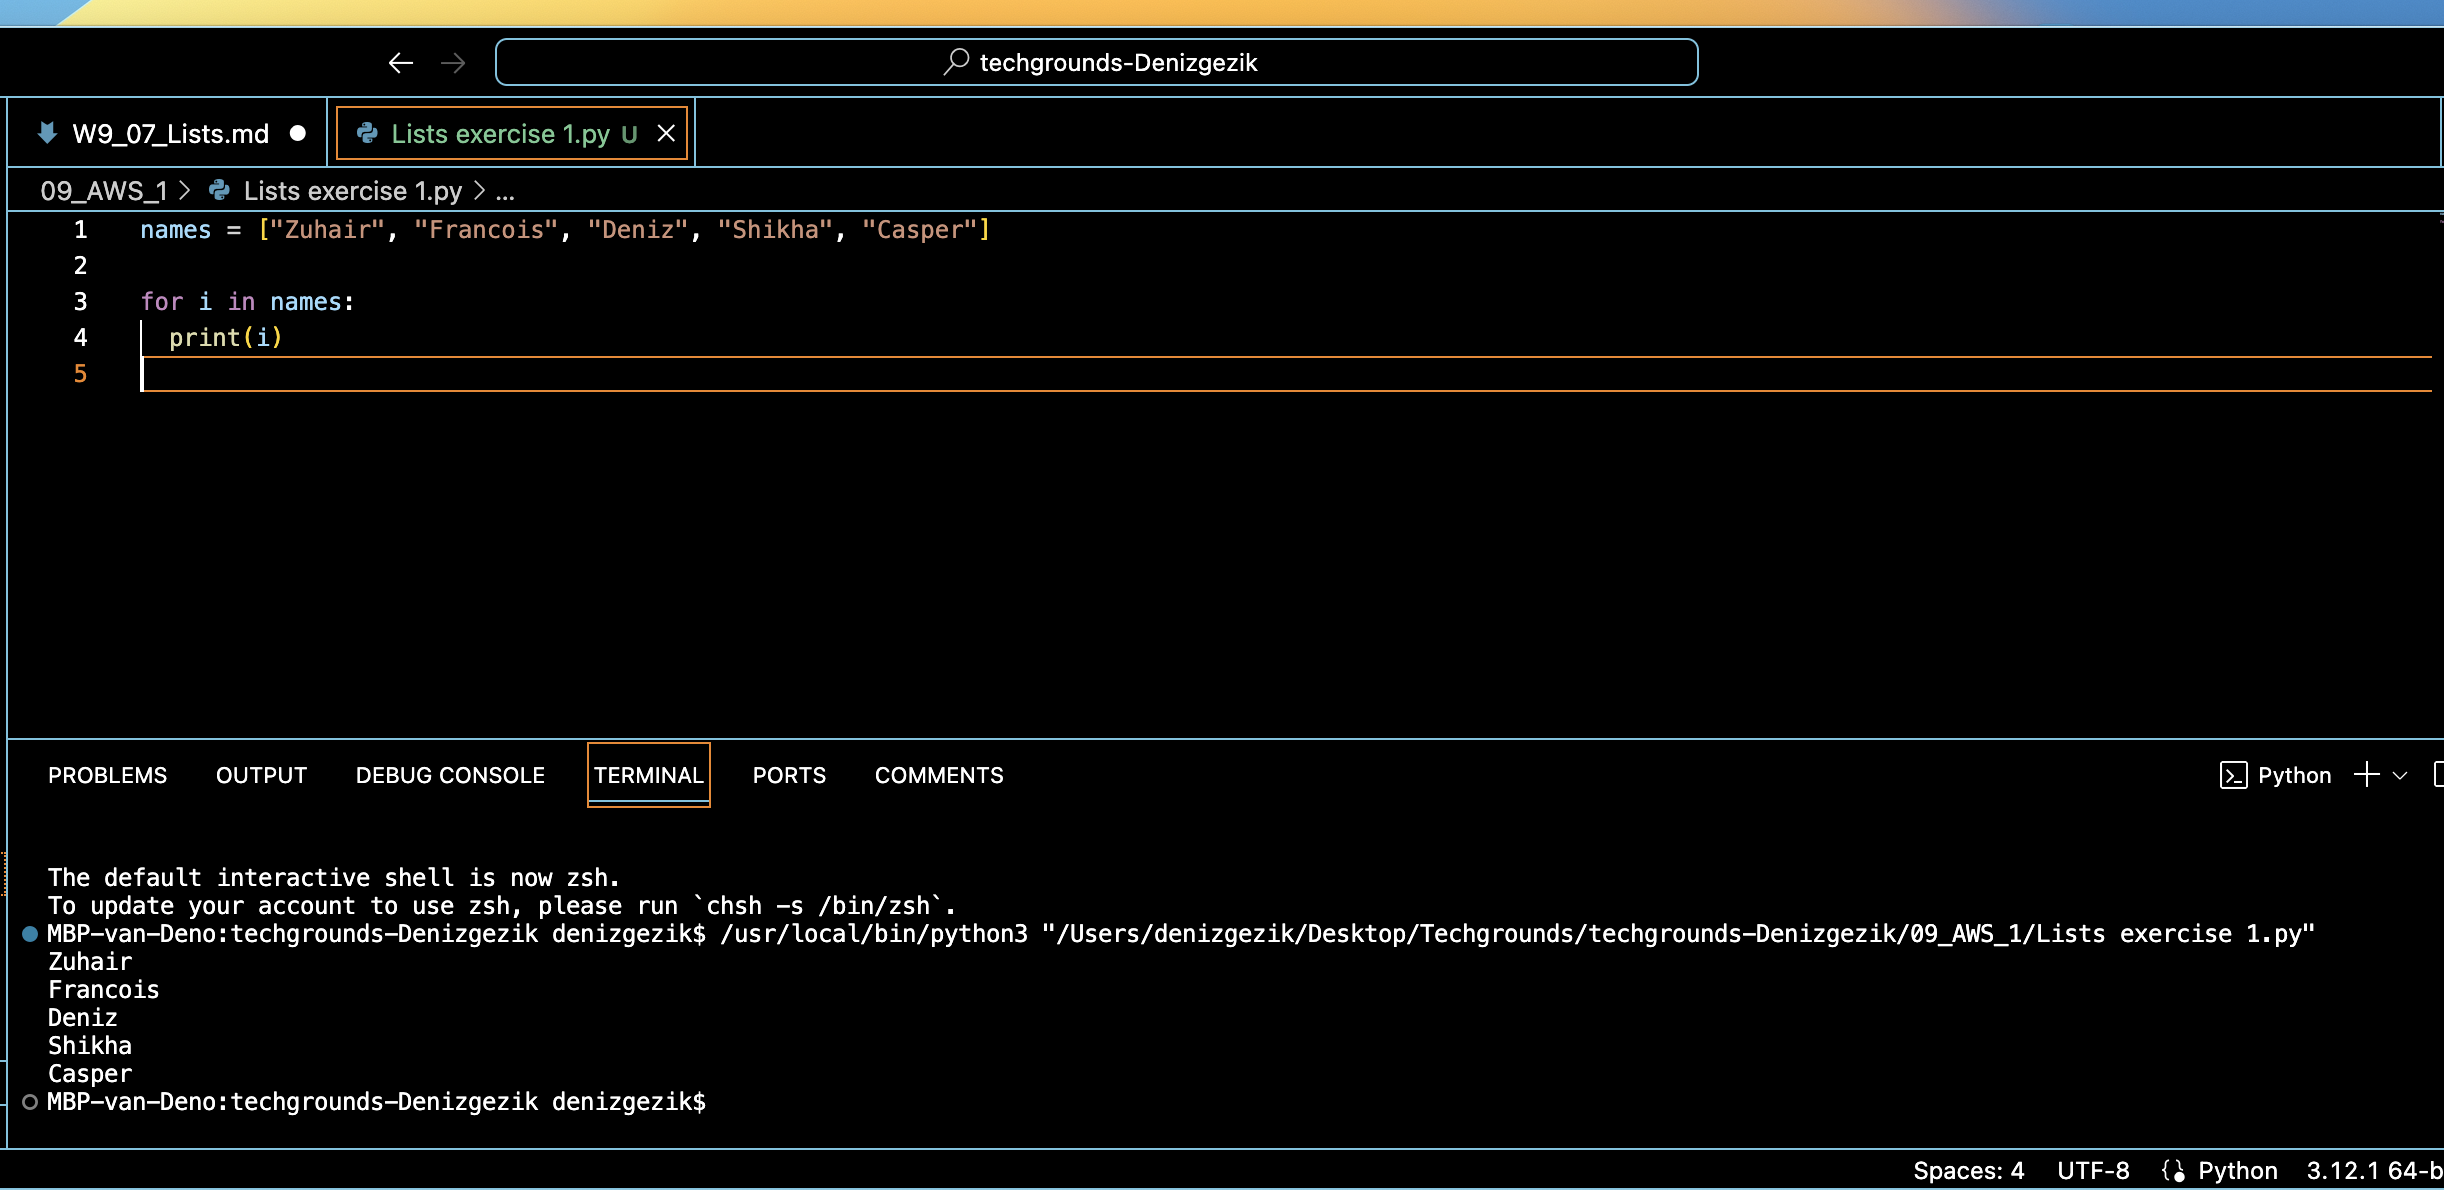 techgrounds-Denizgezik
W9_07_Lists.md
Lists exercise 1.py U
09_AWS_1 > Lists exercise 1.py > ...
1 names = ["Zuhair", "Francois", "Deniz", "Shikha", "Casper"]
2
3 for i in names:
4   print(i)
5
PROBLEMS OUTPUT DEBUG CONSOLE TERMINAL PORTS COMMENTS
Python
The default interactive shell is now zsh.
To update your account to use zsh, please run `chsh -s /bin/zsh`.
MBP-van-Deno:techgrounds-Denizgezik denizgezik$ /usr/local/bin/python3 "/Users/denizgezik/Desktop/Techgrounds/techgrounds-Denizgezik/09_AWS_1/Lists exercise 1.py"
Zuhair
Francois
Deniz
Shikha
Casper
MBP-van-Deno:techgrounds-Denizgezik denizgezik$
Spaces: 4 UTF-8 Python 3.12.1 64-b